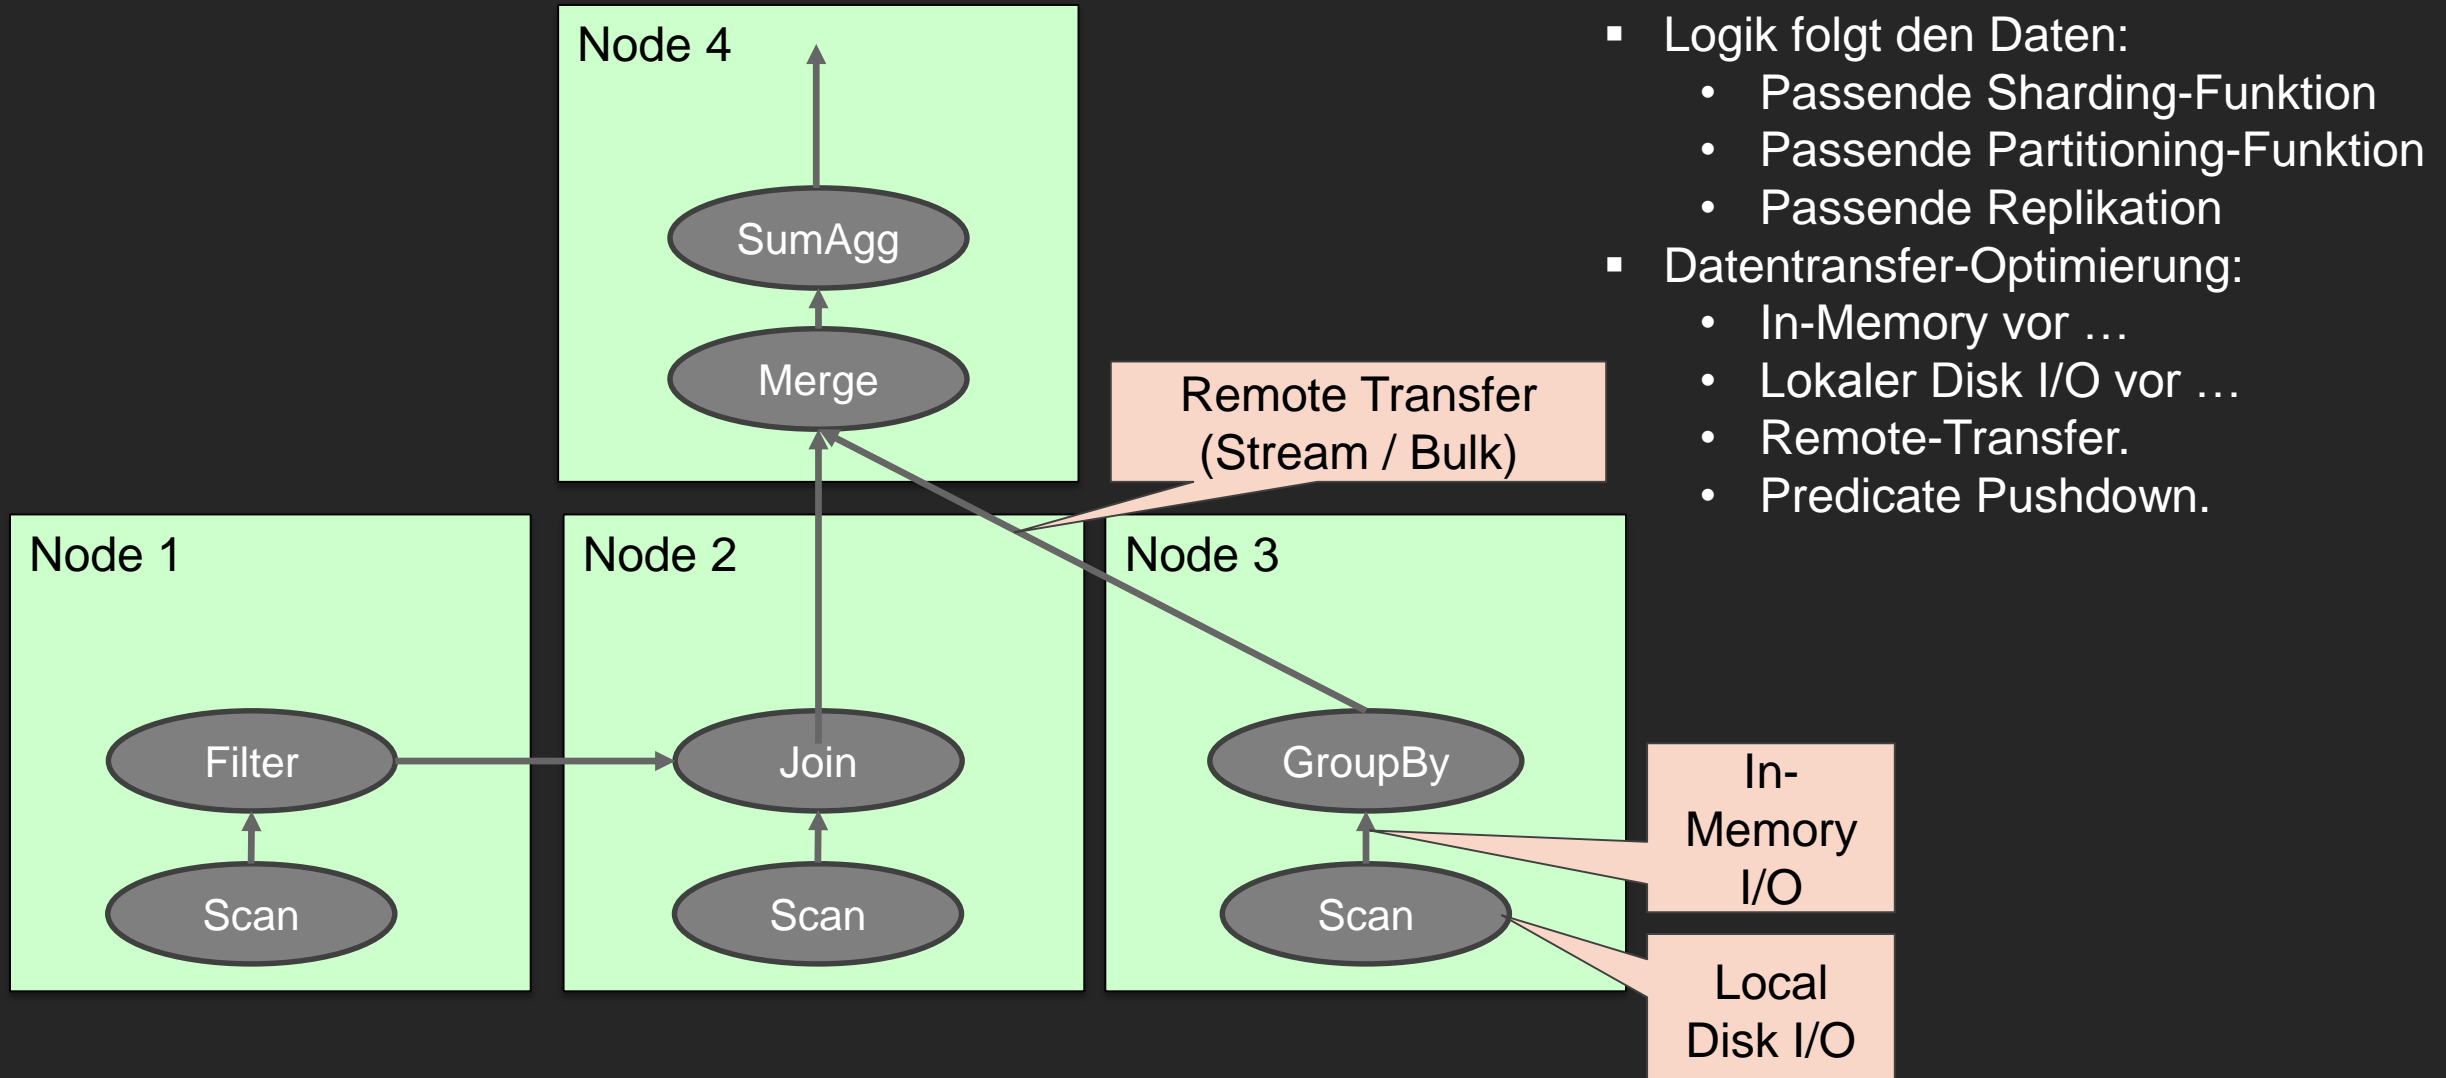 Node 4
SumAgg
Merge
Remote Transfer
(Stream / Bulk)
Node 1
Filter
Scan
Node 2
Join
Scan
Node 3
GroupBy
Scan
In-
Memory
I/O
Local
Disk I/O
▪ Logik folgt den Daten:
• Passende Sharding-Funktion
• Passende Partitioning-Funktion
• Passende Replikation
▪ Datentransfer-Optimierung:
• In-Memory vor …
• Lokaler Disk I/O vor …
• Remote-Transfer.
• Predicate Pushdown.